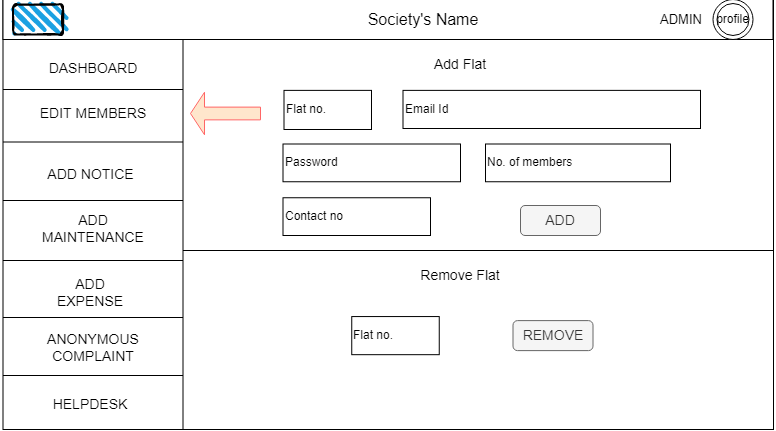 Society's Name
ADMIN
profile
DASHBOARD
EDIT MEMBERS
ADD NOTICE
ADD
MAINTENANCE
ADD
EXPENSE
ANONYMOUS
COMPLAINT
HELPDESK
Add Flat
Flat no.
Email Id
Password
No. of members
Contact no
ADD
Remove Flat
Flat no.
REMOVE